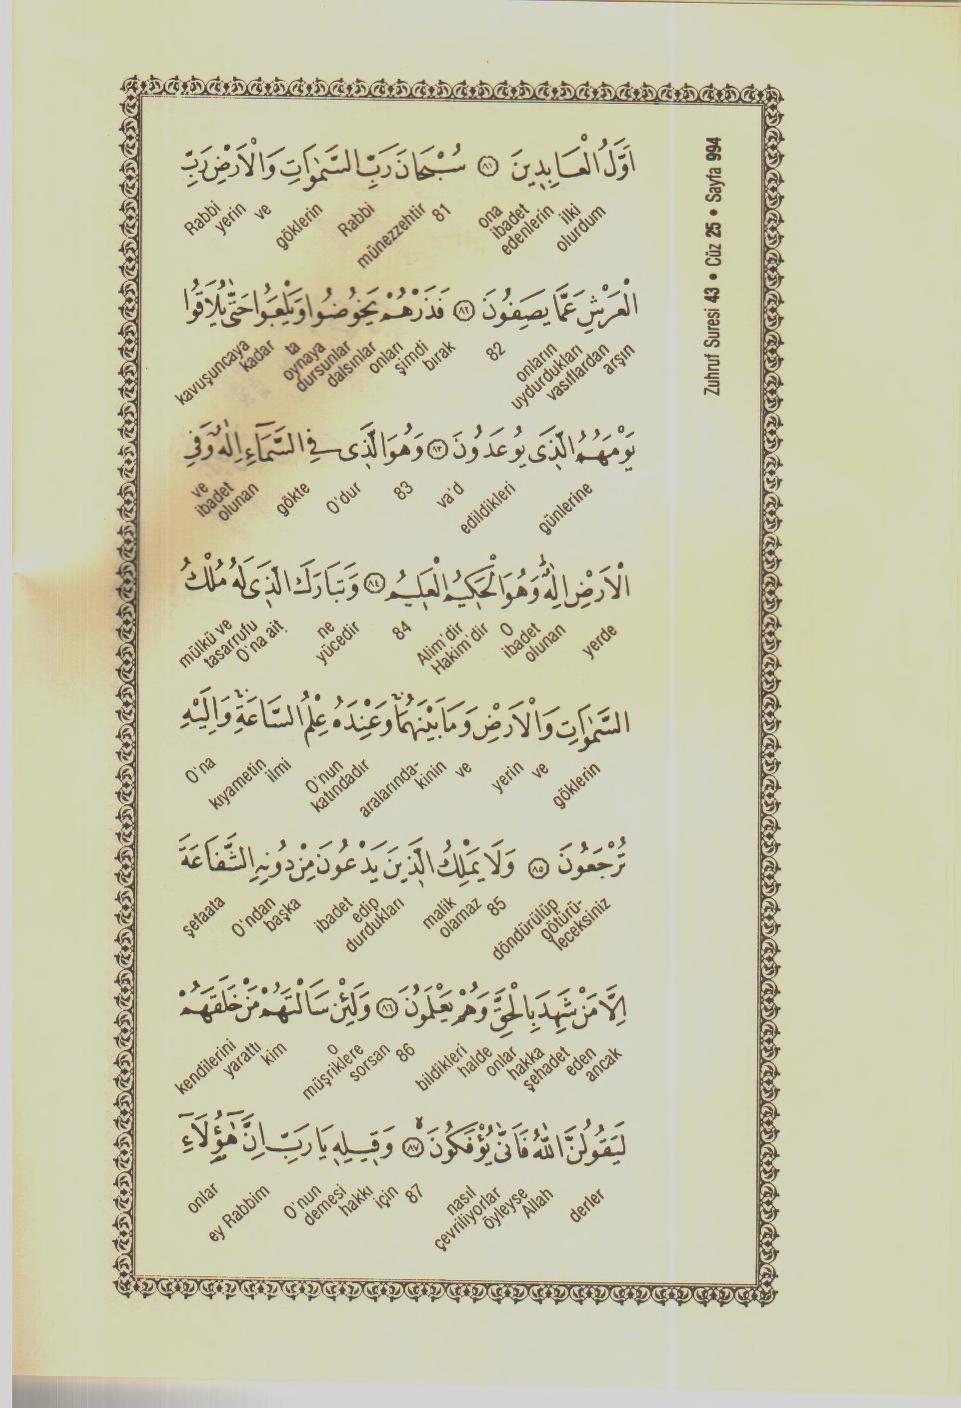 Zuhruf Suresi 43 • Cüz 25 • Sayfa 994
اَوَّلُ الْعَابِد۪ينَ ﴿٨١﴾ سُبْحَانَ رَبِّ السَّمٰوَاتِ وَالْاَرْضِ رَبِّ
ilki olurdum ona ibadet edenlerin 81 münezzehtir Rabbi göklerin ve yerin Rabbi
الْعَرْشِ عَمَّا يَصِفُونَ ﴿٨٢﴾ فَذَرْهُمْ يَخُوضُوا وَيَلْعَبُوا حَتّٰى يُلَاقُوا
arşın onların uydurdukları vasıflardan 82 şimdi bırak onları dalsınlar oynaya dursunlar ta kavuşuncaya kadar
يَوْمَهُمُ الَّذ۪ى يُوعَدُونَ ﴿٨٣﴾ وَهُوَ الَّذ۪ى فِى السَّمَٓاءِ اِلٰهٌ وَفِى
günlerine va'd edildikleri 83 O'dur gökte ibadet olunan ve
الْاَرْضِ اِلٰهٌ وَهُوَ الْحَك۪يمُ الْعَل۪يمُ ﴿٨٤﴾ وَتَبَارَكَ الَّذ۪ى لَهُ مُلْكُ
yerde ibadet olunan O Hakim'dir Alim'dir 84 ne yücedir O'na ait mülkü ve tasarrufu
السَّمٰوَاتِ وَالْاَرْضِ وَمَا بَيْنَهُمَا وَعِنْدَهُ عِلْمُ السَّاعَةِ وَاِلَيْهِ
göklerin ve yerin ve aralarında-kinin O'nun katındadır ilmi kıyametin O'na
تُرْجَعُونَ ﴿٨٥﴾ وَلَا يَمْلِكُ الَّذ۪ينَ يَدْعُونَ مِنْ دُونِهِ الشَّفَاعَةَ
döndürülüp götürü-leceksiniz 85 malik olamaz ibadet edip durdukları O'ndan başka şefaata
اِلَّا مَنْ شَهِدَ بِالْحَقِّ وَهُمْ يَعْلَمُونَ ﴿٨٦﴾ وَلَئِنْ سَاَلْتَهُمْ مَنْ خَلَقَهُمْ
ancak eden şehadet hakka onlar halde bildikleri 86 sorsan o müşriklere kim yarattı kendilerini
لَيَقُولُنَّ اللّٰهُ فَاَنّٰى يُؤْفَكُونَ ﴿٨٧﴾ وَق۪يلِه۪ يَا رَبِّ اِنَّ هٰٓؤُلَٓاءِ
derler Allah öyleyse nasıl çevriliyorlar 87 için hakkı O'nun demesi ey Rabbim onlar